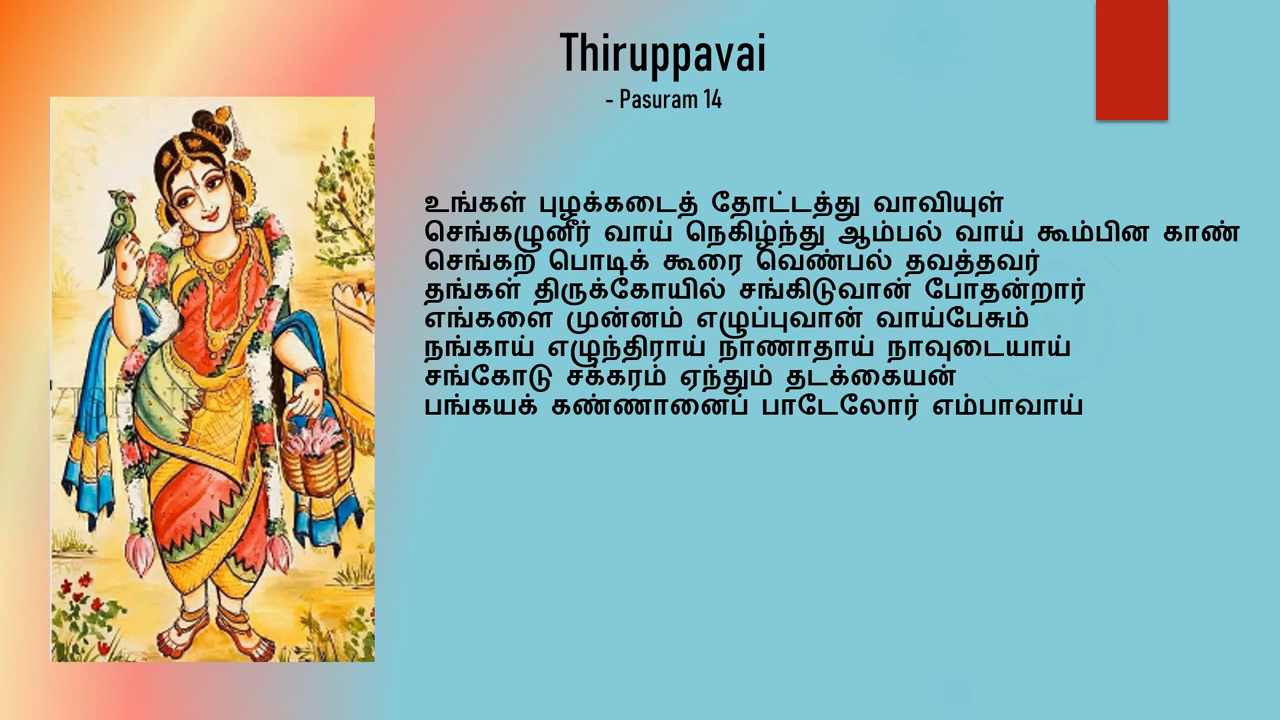 Thiruppavai
- Pasuram 14
உங்கள் புழக்கடைத் தோட்டத்து வாவியுள்
செங்கழுனீர் வாய் நெகிழ்ந்து ஆம்பல் வாய் கூம்பின காண்
செங்கற் பொடிக் கூரை வெண்பல் தவத்தவர்
தங்கள் திருக்கோயில் சங்கிடுவான் போதன்றார்
எங்களை முன்னம் எழுப்புவான் வாய்பேசும்
நங்காய் எழுந்திராய் நாணாதாய் நாவுடையாய்
சங்கோடு சக்கரம் ஏந்தும் தடக்கையன்
பங்கயக் கண்ணானைப் பாடேலோர் எம்பாவாய்